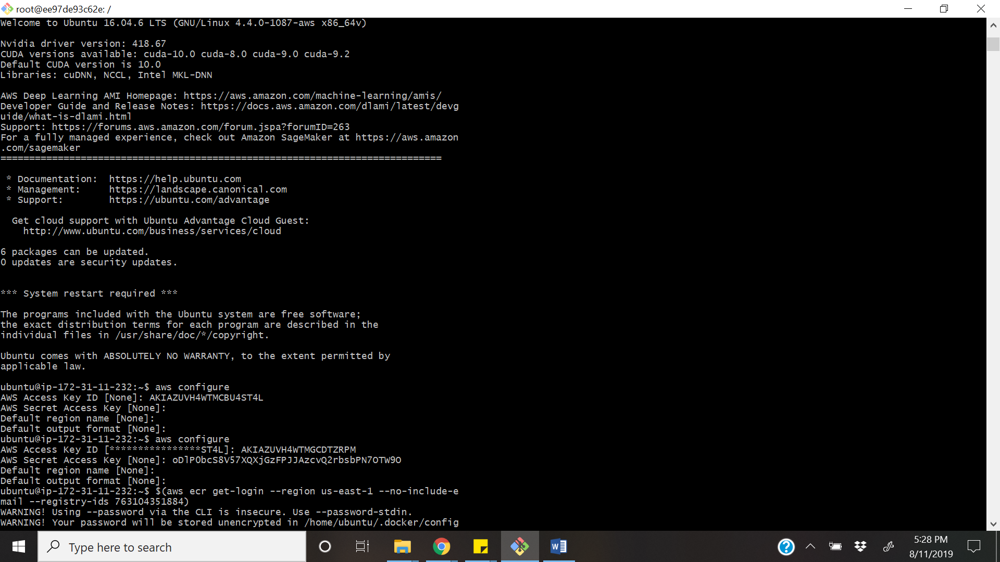 root@ee97de93c62e: /
Welcome to Ubuntu 16.04.6 LTS (GNU/Linux 4.4.0-1087-aws x86_64v)
Nvidia driver version: 418.67
CUDA versions available: cuda-10.0 cuda-8.0 cuda-9.0 cuda-9.2
Default CUDA version is 10.0
Libraries: cuDNN, NCCL, Intel MKL-DNN
AWS Deep Learning AMI Homepage: https://aws.amazon.com/machine-learning/amis/
Developer Guide and Release Notes: https://docs.aws.amazon.com/dlami/latest/devg
uide/what-is-dlami.html
Support: https://forums.aws.amazon.com/forum.jspa?forumID=263
For a fully managed experience, check out Amazon SageMaker at https://aws.amazon
.com/sagemaker
=============================================================================
* Documentation:  https://help.ubuntu.com
* Management:     https://landscape.canonical.com
* Support:        https://ubuntu.com/advantage
Get cloud support with Ubuntu Advantage Cloud Guest:
http://www.ubuntu.com/business/services/cloud
6 packages can be updated.
0 updates are security updates.
*** System restart required ***
The programs included with the Ubuntu system are free software;
the exact distribution terms for each program are described in the
individual files in /usr/share/doc/*/copyright.
Ubuntu comes with ABSOLUTELY NO WARRANTY, to the extent permitted by
applicable law.
ubuntu@ip-172-31-11-232:~$ aws configure
AWS Access Key ID [None]: AKIAZUVH4WTMCBU4ST4L
AWS Secret Access Key [None]:
Default region name [None]:
Default output format [None]:
ubuntu@ip-172-31-11-232:~$ aws configure
AWS Access Key ID [****************ST4L]: AKIAZUVH4WTMGCDTZRPM
AWS Secret Access Key [None]:
Default region name [None]:
Default output format [None]:
ubuntu@ip-172-31-11-232:~$ $(aws ecr get-login --region us-east-1 --no-include-e
mail --registry-ids 763104351884)
WARNING! Using --password via the CLI is insecure. Use --password-stdin.
WARNING! Your password will be stored unencrypted in /home/ubuntu/.docker/config
Type here to search
5:28 PM
8/11/2019